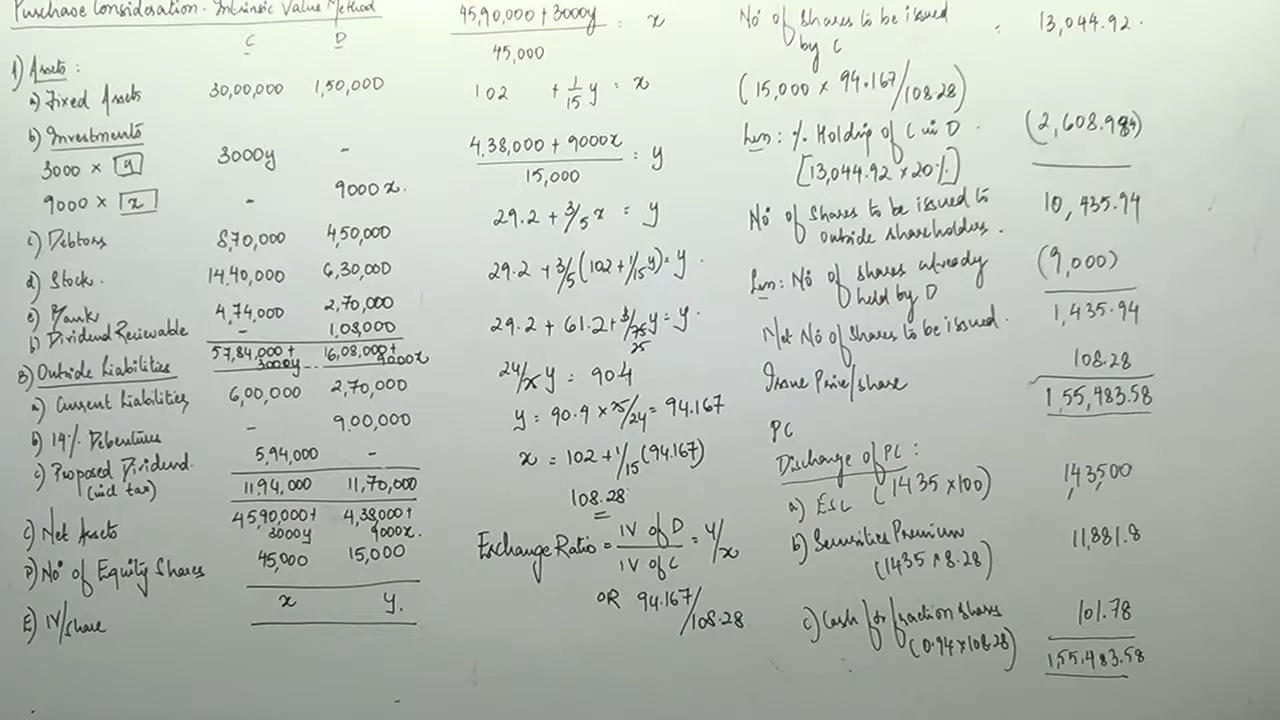 Purchase Consideration - Intrinsic Value Method
C D
A) Assets :
a) Fixed Assets 30,00,000 1,50,000
b) Investments
3000 × y 3000y -
9000 × x - 9000x.
c) Debtors 8,70,000 4,50,000
d) Stock. 14,40,000 6,30,000
e) Bank 4,74,000 2,70,000
b) Dividend Receivable - 1,08,000
57,84,000 + 3000y 16,08,000 + 9000x
B) Outside Liabilities
a) Current Liabilities 6,00,000 2,70,000
b) 14% Debentures - 9,00,000
c) Proposed Dividend. (incl tax) 5,94,000 -
11,94,000 11,70,000
C) Net Assets 45,90,000 + 3000y 4,38,000 + 9000x.
D) No of Equity Shares 45,000 15,000
E) IV/share x y.
45,90,000 + 3000y / 45,000 = x
102 + 1/15 y = x
4,38,000 + 9000x / 15,000 = y
29.2 + 3/5 x = y
29.2 + 3/5 (102 + 1/15 y) = y.
29.2 + 61.2 + 3/75 y = y.
25
24/25 y = 90.4
y = 90.4 × 25/24 = 94.167
x = 102 + 1/15 (94.167)
108.28
Exchange Ratio = IV of D / IV of C = y/x
OR 94.167/108.28
No of shares to be issued by C = 13,044.92.
(15,000 × 94.167/108.28)
Less : % Holding of C in D. (2,608.984)
[13,044.92 × 20%]
No of Shares to be issued to outside shareholders. 10,435.94
Less : No of shares already held by D (9,000)
Net No of Shares to be issued. 1,435.94
Issue Price/share 108.28
PC 1,55,483.58
Discharge of PC :
a) ESC (1435 × 100) 1,43,500
b) Securities Premium (1435 × 8.28) 11,881.8
c) Cash for fraction shares (0.94 × 108.28) 101.78
1,55,483.58